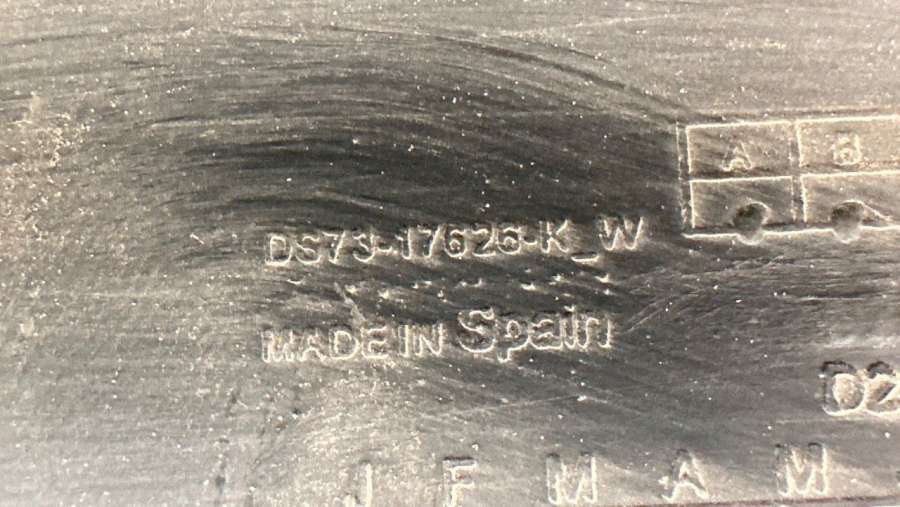 A B
DS73-17626-K_W
MADE IN Spain
J F M A M